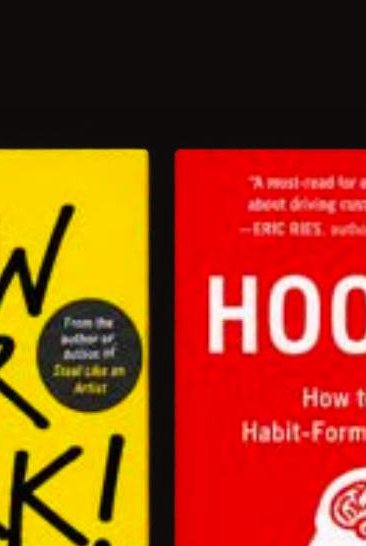 W
R
K!
From the
author of
Steal Like an
Artist
"A must-read for
about driving
—ERIC RIES,
HOO
How t
Habit-Form